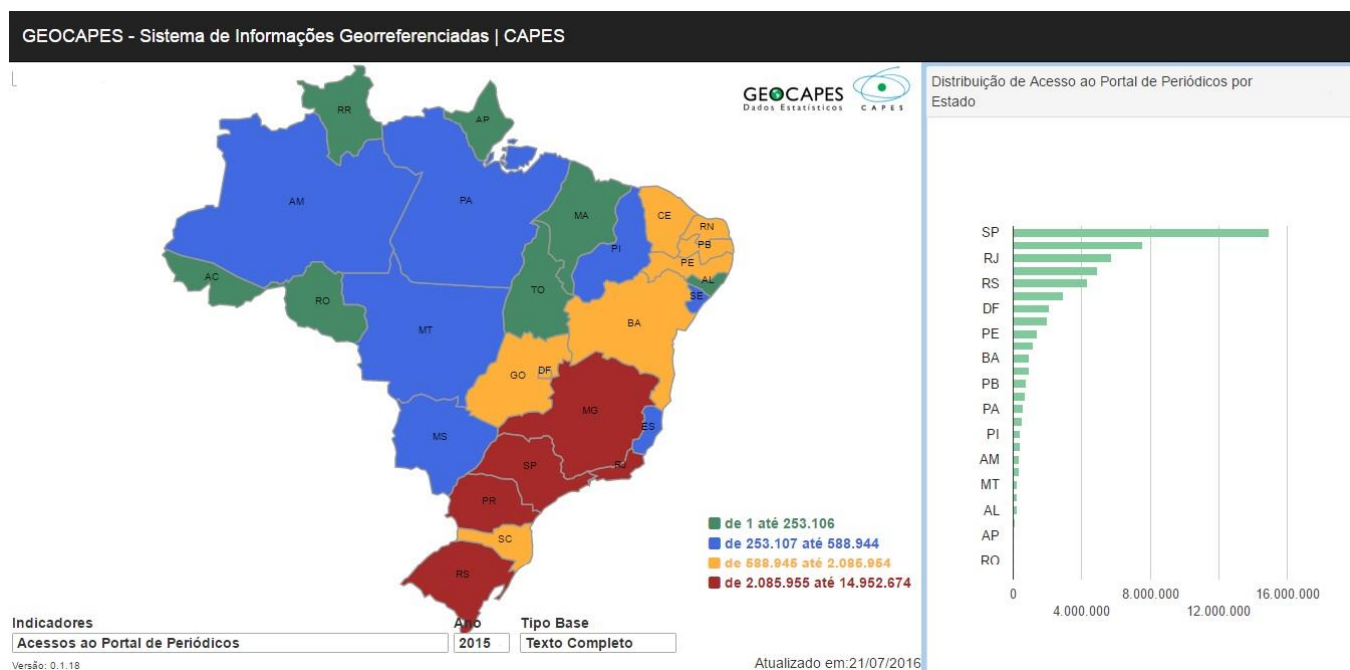 GEOCAPES - Sistema de Informações Georreferenciadas | CAPES
GEOCAPES
Dados Estatísticos
CAPES
RR
AP
AM
PA
MA
CE
RN
PB
PE
PI
AL
SE
AC
RO
TO
BA
MT
GO
DF
MG
ES
MS
SP
RJ
PR
SC
RS
de 1 até 253.106
de 253.107 até 588.944
de 588.945 até 2.085.954
de 2.085.955 até 14.952.674
Indicadores
Ano
Tipo Base
Acessos ao Portal de Periódicos
2015
Texto Completo
Versão: 0.1.18
Atualizado em:21/07/2016
Distribuição de Acesso ao Portal de Periódicos por
Estado
SP
RJ
RS
DF
PE
BA
PB
PA
PI
AM
MT
AL
AP
RO
0
8.000.000
16.000.000
4.000.000
12.000.000